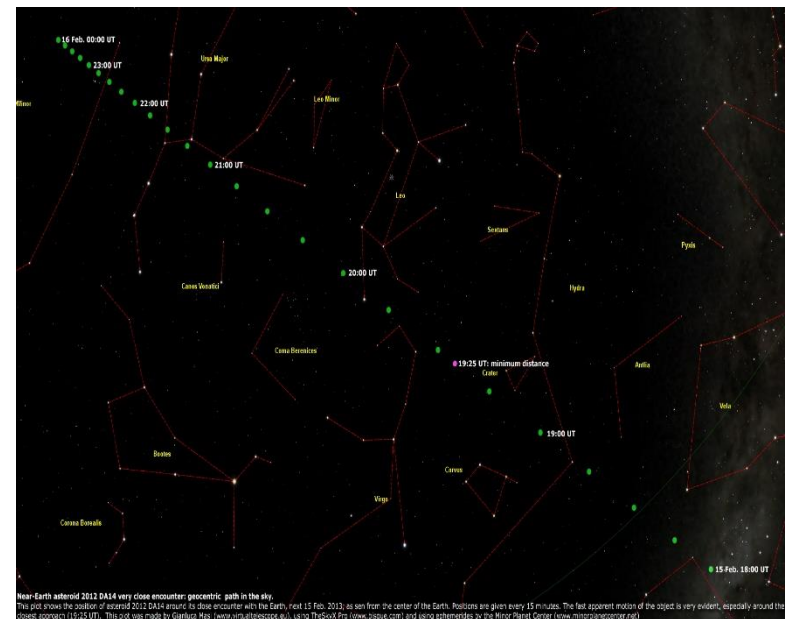 16 Feb. 00:00 UT
Ursa Major
23:00 UT
Leo Minor
22:00 UT
21:00 UT
Leo
Sextans
Pyxis
20:00 UT
Canes Venatici
Hydra
Coma Berenices
19:25 UT: minimum distance
Crater
Antlia
Vela
19:00 UT
Bootes
Corvus
Virgo
Corona Borealis
15 Feb. 18:00 UT
Near-Earth asteroid 2012 DA14 very close encounter: geocentric path in the sky.
This plot shows the position of asteroid 2012 DA14 around its close encounter with the Earth, next 15 Feb. 2013; as sen from the center of the Earth. Positions are given every 15 minutes. The fast apparent motion of the object is very evident, especially around the
closest approach (19:25 UT). This plot was made by Gianluca Masi (www.virtualtelescope.eu), using TheSkyX Pro (www.bisque.com) and using ephemerides by the Minor Planet Center (www.minorplanetcenter.net)